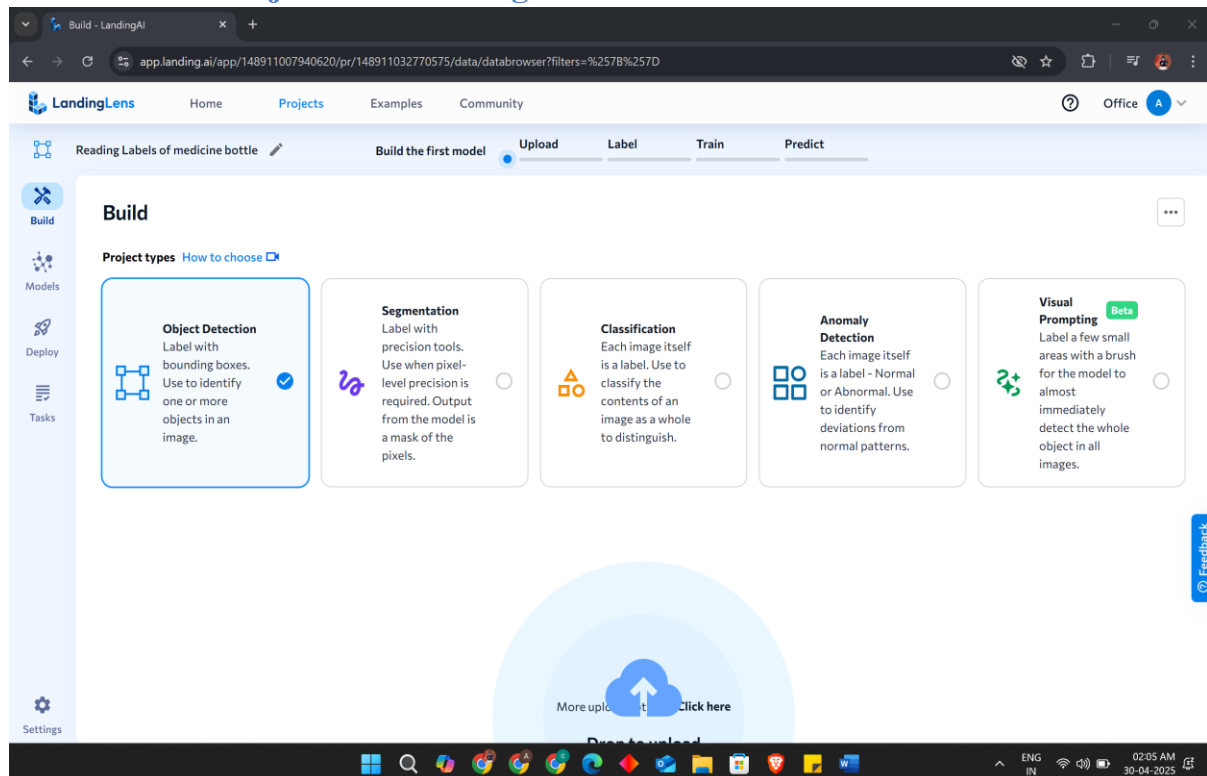 Build - LandingAI
app.landing.ai/app/148911007940620/pr/148911032770575/data/databrowser?filters=%257B%257D
LandingLens Home Projects Examples Community Office A
Reading Labels of medicine bottle Build the first model Upload Label Train Predict
Build
Build
Models
Deploy
Tasks
Settings
Project types How to choose
Object Detection
Label with
bounding boxes.
Use to identify
one or more
objects in an
image.
Segmentation
Label with
precision tools.
Use when pixel-
level precision is
required. Output
from the model is
a mask of the
pixels.
Classification
Each image itself
is a label. Use to
classify the
contents of an
image as a whole
to distinguish.
Anomaly
Detection
Each image itself
is a label - Normal
or Abnormal. Use
to identify
deviations from
normal patterns.
Visual
Prompting Beta
Label a few small
areas with a brush
for the model to
almost
immediately
detect the whole
object in all
images.
Feedback
More Click here
ENG
IN
02:05 AM
30-04-2025